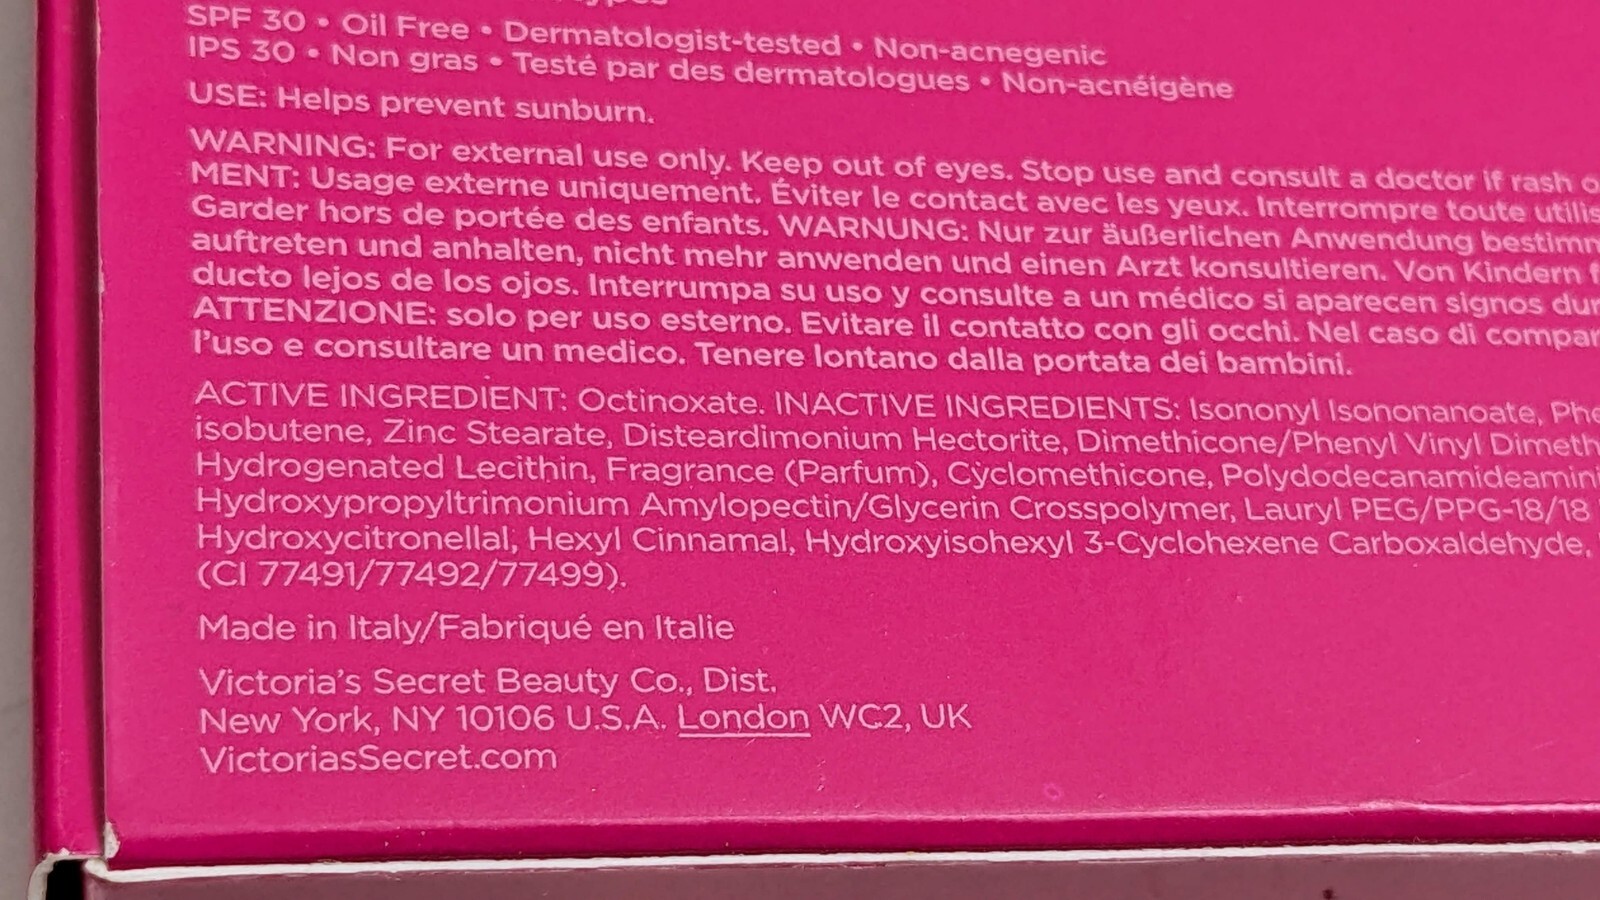 SPF 30 • Oil Free • Dermatologist-tested • Non-acnegenic
IPS 30 • Non gras • Testé par des dermatologues • Non-acnéigène
USE: Helps prevent sunburn.
WARNING: For external use only. Keep out of eyes. Stop use and consult a doctor if rash
MENT: Usage externe uniquement. Éviter le contact avec les yeux. Interrompre toute utilis
Garder hors de portée des enfants. WARNUNG: Nur zur äußerlichen Anwendung bestimm
auftreten und anhalten, nicht mehr anwenden und einen Arzt konsultieren. Von Kindern f
ducto lejos de los ojos. Interrumpa su uso y consulte a un médico si aparecen signos dur
ATTENZIONE: solo per uso esterno. Evitare il contatto con gli occhi. Nel caso di compar
l'uso e consultare un medico. Tenere lontano dalla portata dei bambini.
ACTIVE INGREDIENT: Octinoxate. INACTIVE INGREDIENTS: Isononyl Isononanoate, Phe
isobutene, Zinc Stearate, Disteardimonium Hectorite, Dimethicone/Phenyl Vinyl Dimeth
Hydrogenated Lecithin, Fragrance (Parfum), Cyclomethicone, Polydodecanamideamini
Hydroxypropyltrimonium Amylopectin/Glycerin Crosspolymer, Lauryl PEG/PPG-18/18
Hydroxycitronellal, Hexyl Cinnamal, Hydroxyisohexyl 3-Cyclohexene Carboxaldehyde,
(CI 77491/77492/77499).
Made in Italy/Fabriqué en Italie
Victoria's Secret Beauty Co., Dist.
New York, NY 10106 U.S.A. London WC2, UK
VictoriasSecret.com